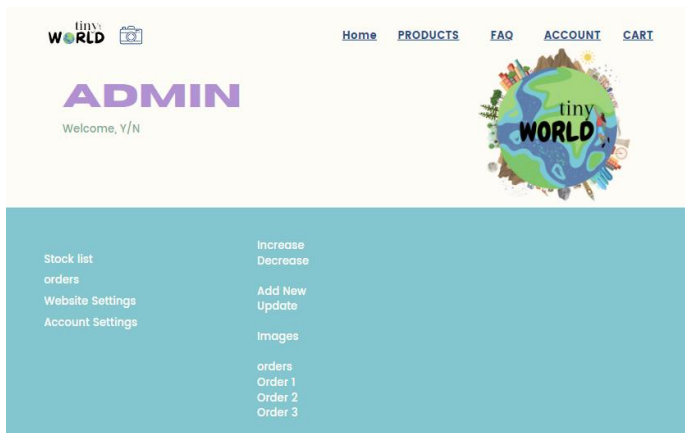 tiny
WORLD
Home PRODUCTS FAQ ACCOUNT CART
ADMIN
Welcome, Y/N
tiny
WORLD
Stock list
orders
Website Settings
Account Settings
Increase
Decrease
Add New
Update
Images
orders
Order 1
Order 2
Order 3